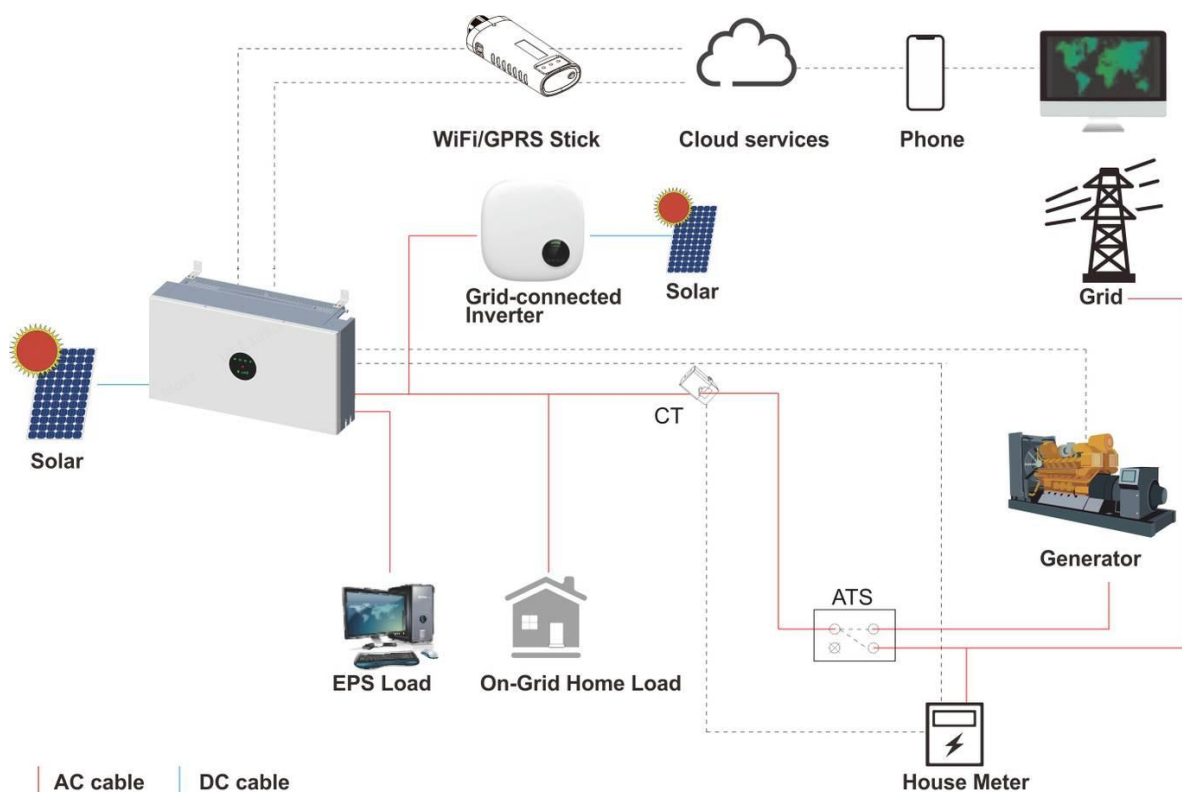 WiFi/GPRS Stick
Cloud services
Phone
Grid-connected
Inverter
Solar
Grid
Solar
CT
Generator
ATS
EPS Load
On-Grid Home Load
House Meter
AC cable
DC cable